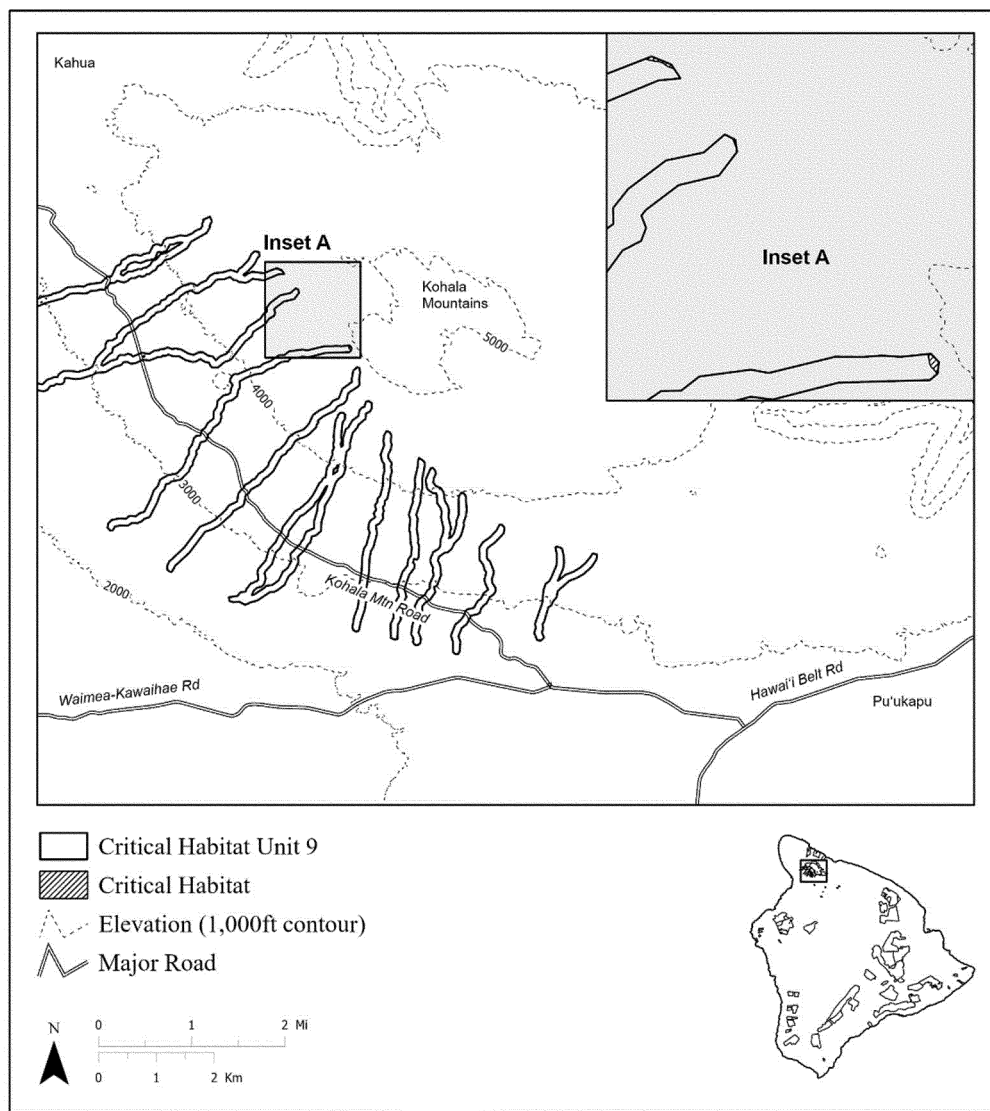 Kahua
Inset A
Inset A
Kohala
Mountains
5000
4000
3000
2000
Kohala Mtn Road
Waimea-Kawaihae Rd
Hawai'i Belt Rd
Pu'ukapu
Critical Habitat Unit 9
Critical Habitat
Elevation (1,000ft contour)
Major Road
N
0 1 2 Mi
0 1 2 Km